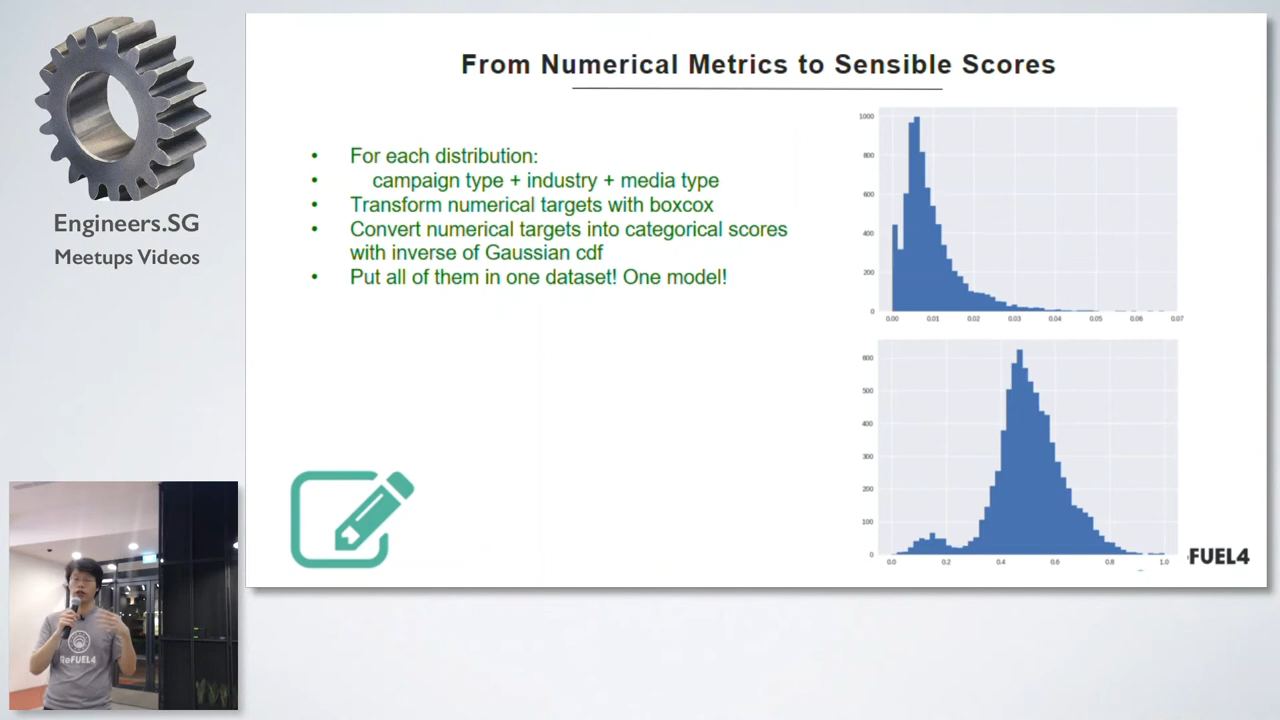 Engineers.SG
Meetups Videos
From Numerical Metrics to Sensible Scores
• For each distribution:
• campaign type + industry + media type
• Transform numerical targets with boxcox
• Convert numerical targets into categorical scores
with inverse of Gaussian cdf
• Put all of them in one dataset! One model!
1000
800
600
400
200
0
0.00 0.01 0.02 0.03 0.04 0.05 0.06 0.07
600
500
400
300
200
100
0
0.0 0.2 0.4 0.6 0.8 1.0
FUEL4
ReFUEL4